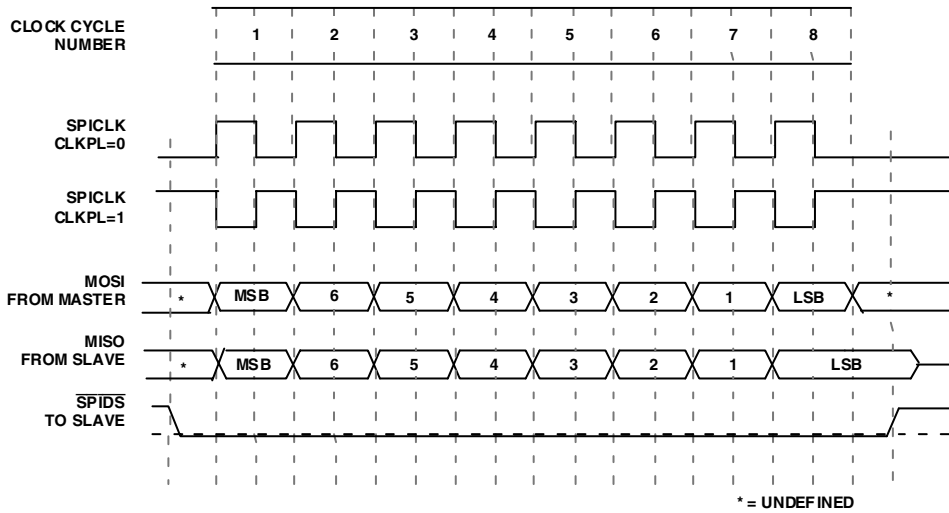 CLOCK CYCLE
NUMBER
1 2 3 4 5 6 7 8
SPICLK
CLKPL=0
SPICLK
CLKPL=1
MOSI
FROM MASTER
* MSB 6 5 4 3 2 1 LSB *
MISO
FROM SLAVE
* MSB 6 5 4 3 2 1 LSB
SPIDS
TO SLAVE
* = UNDEFINED